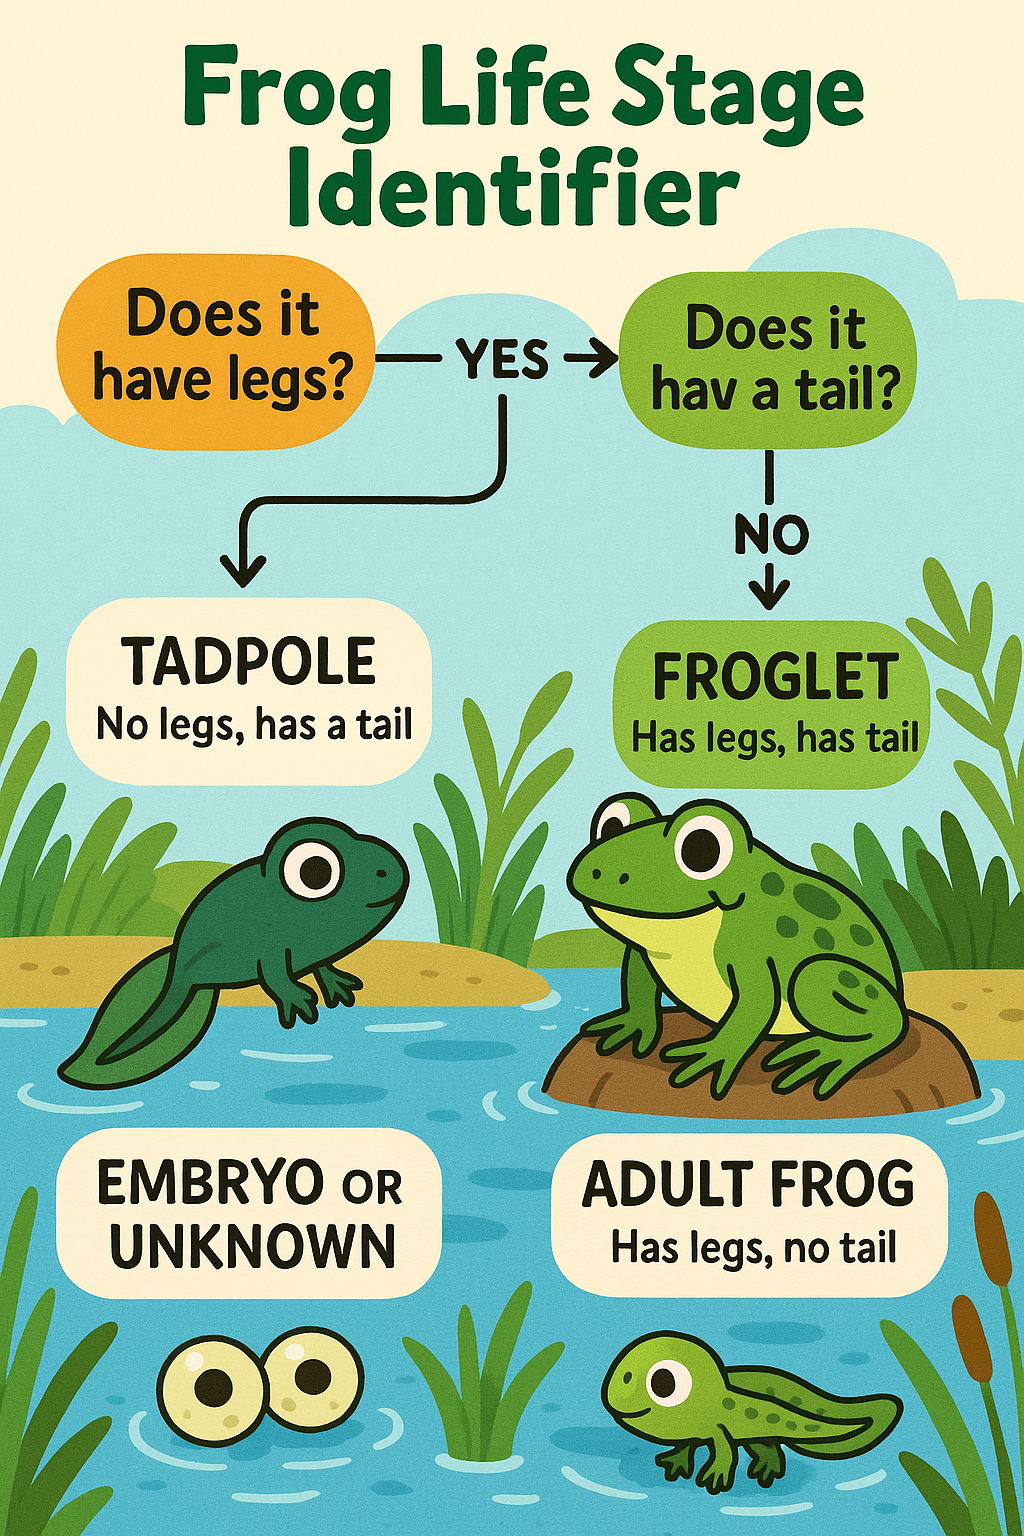 Frog Life Stage
Identifier
Does it
have legs?
YES
Does it
hav a tail?
NO
TADPOLE
No legs, has a tail
FROGLET
Has legs, has tail
EMBRYO OR
UNKNOWN
ADULT FROG
Has legs, no tail